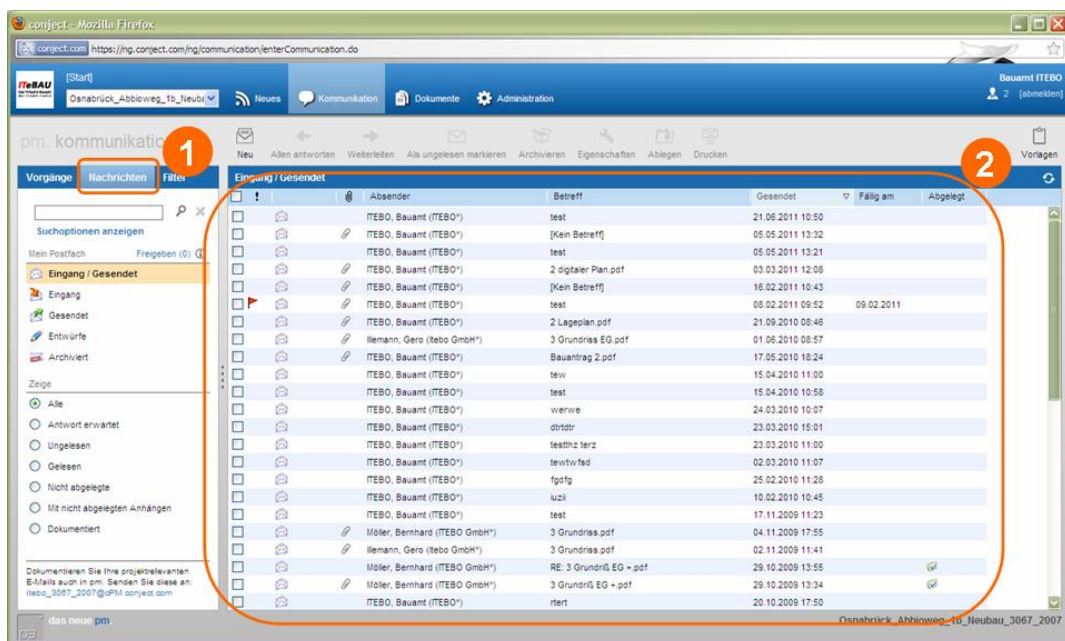 conject - Mozilla Firefox
conject.com https://ng.conject.com/ng/communication/enterCommunication.do
ITeBAU [Start] Bauamt ITEBO
Osnabrück_Abbioweg_1b_Neub Neues Kommunikation Dokumente Administration 2 [abmelden]
pm. kommunikatio
1
2
Neu Allen antworten Weiterleiten Als ungelesen markieren Archivieren Eigenschaften Ablegen Drucken Vorlagen
Vorgänge Nachrichten Filter
Suchoptionen anzeigen
Mein Postfach Freigeben (0)
Eingang / Gesendet
Eingang
Gesendet
Entwürfe
Archiviert
Zeige
Alle
Antwort erwartet
Ungelesen
Gelesen
Nicht abgelegte
Mit nicht abgelegten Anhängen
Dokumentiert
Dokumentieren Sie Ihre projektrelevanten
E-Mails auch in pm. Senden Sie diese an:
itebo_3067_2007@cPM.conject.com
Eingang / Gesendet
! Absender Betreff Gesendet Fällig am Abgelegt
ITEBO, Bauamt (ITEBO*) test 21.06.2011 10:50
ITEBO, Bauamt (ITEBO*) [Kein Betreff] 05.05.2011 13:32
ITEBO, Bauamt (ITEBO*) test 05.05.2011 13:21
ITEBO, Bauamt (ITEBO*) 2 digitaler Plan.pdf 03.03.2011 12:08
ITEBO, Bauamt (ITEBO*) [Kein Betreff] 16.02.2011 10:43
ITEBO, Bauamt (ITEBO*) test 08.02.2011 09:52 09.02.2011
ITEBO, Bauamt (ITEBO*) 2 Lageplan.pdf 21.09.2010 08:46
Illemann, Gero (Itebo GmbH*) 3 Grundriss EG.pdf 01.06.2010 08:57
ITEBO, Bauamt (ITEBO*) Bauantrag 2.pdf 17.05.2010 18:24
ITEBO, Bauamt (ITEBO*) tew 15.04.2010 11:00
ITEBO, Bauamt (ITEBO*) test 15.04.2010 10:58
ITEBO, Bauamt (ITEBO*) werwe 24.03.2010 10:07
ITEBO, Bauamt (ITEBO*) dtrtdtr 23.03.2010 15:01
ITEBO, Bauamt (ITEBO*) testthz terz 23.03.2010 11:00
ITEBO, Bauamt (ITEBO*) tewtwfsd 02.03.2010 11:07
ITEBO, Bauamt (ITEBO*) fgdfg 25.02.2010 11:28
ITEBO, Bauamt (ITEBO*) iuzii 10.02.2010 10:45
ITEBO, Bauamt (ITEBO*) test 17.11.2009 11:23
Möller, Bernhard (ITEBO GmbH*) 3 Grundriss.pdf 04.11.2009 17:55
Illemann, Gero (Itebo GmbH*) 3 Grundriss.pdf 02.11.2009 11:41
Möller, Bernhard (ITEBO GmbH*) RE: 3 Grundriß EG +.pdf 29.10.2009 13:55
Möller, Bernhard (ITEBO GmbH*) 3 Grundriß EG +.pdf 29.10.2009 13:34
ITEBO, Bauamt (ITEBO*) rtert 20.10.2009 17:50
das neue pm. Osnabrück_Abbioweg_1b_Neubau_3067_2007